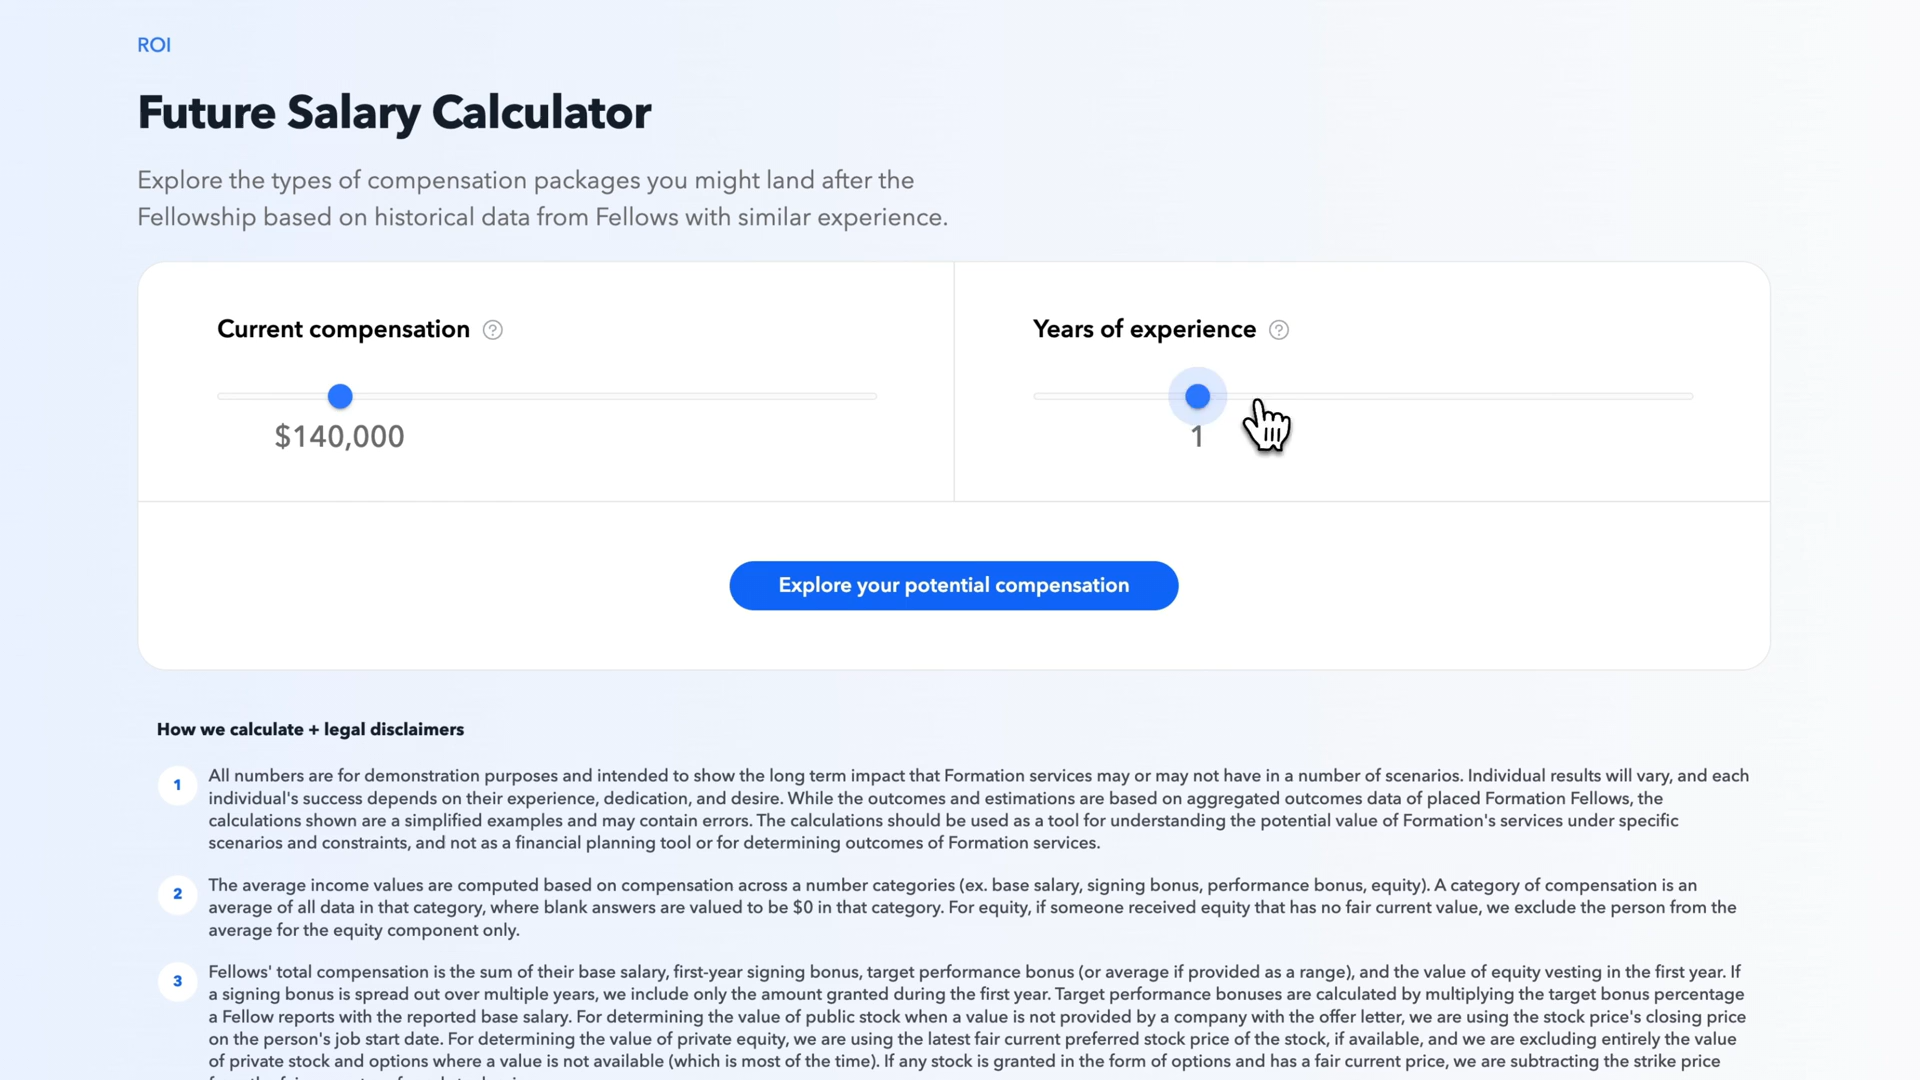 ROI
Future Salary Calculator
Explore the types of compensation packages you might land after the
Fellowship based on historical data from Fellows with similar experience.
Current compensation ?
Years of experience ?
$140,000
1
Explore your potential compensation
How we calculate + legal disclaimers
1
All numbers are for demonstration purposes and intended to show the long term impact that Formation services may or may not have in a number of scenarios. Individual results will vary, and each
individual's success depends on their experience, dedication, and desire. While the outcomes and estimations are based on aggregated outcomes data of placed Formation Fellows, the
calculations shown are a simplified examples and may contain errors. The calculations should be used as a tool for understanding the potential value of Formation's services under specific
scenarios and constraints, and not as a financial planning tool or for determining outcomes of Formation services.
2
The average income values are computed based on compensation across a number categories (ex. base salary, signing bonus, performance bonus, equity). A category of compensation is an
average of all data in that category, where blank answers are valued to be $0 in that category. For equity, if someone received equity that has no fair current value, we exclude the person from the
average for the equity component only.
3
Fellows' total compensation is the sum of their base salary, first-year signing bonus, target performance bonus (or average if provided as a range), and the value of equity vesting in the first year. If
a signing bonus is spread out over multiple years, we include only the amount granted during the first year. Target performance bonuses are calculated by multiplying the target bonus percentage
a Fellow reports with the reported base salary. For determining the value of public stock when a value is not provided by a company with the offer letter, we are using the stock price's closing price
on the person's job start date. For determining the value of private equity, we are using the latest fair current preferred stock price of the stock, if available, and we are excluding entirely the value
of private stock and options where a value is not available (which is most of the time). If any stock is granted in the form of options and has a fair current price, we are subtracting the strike price